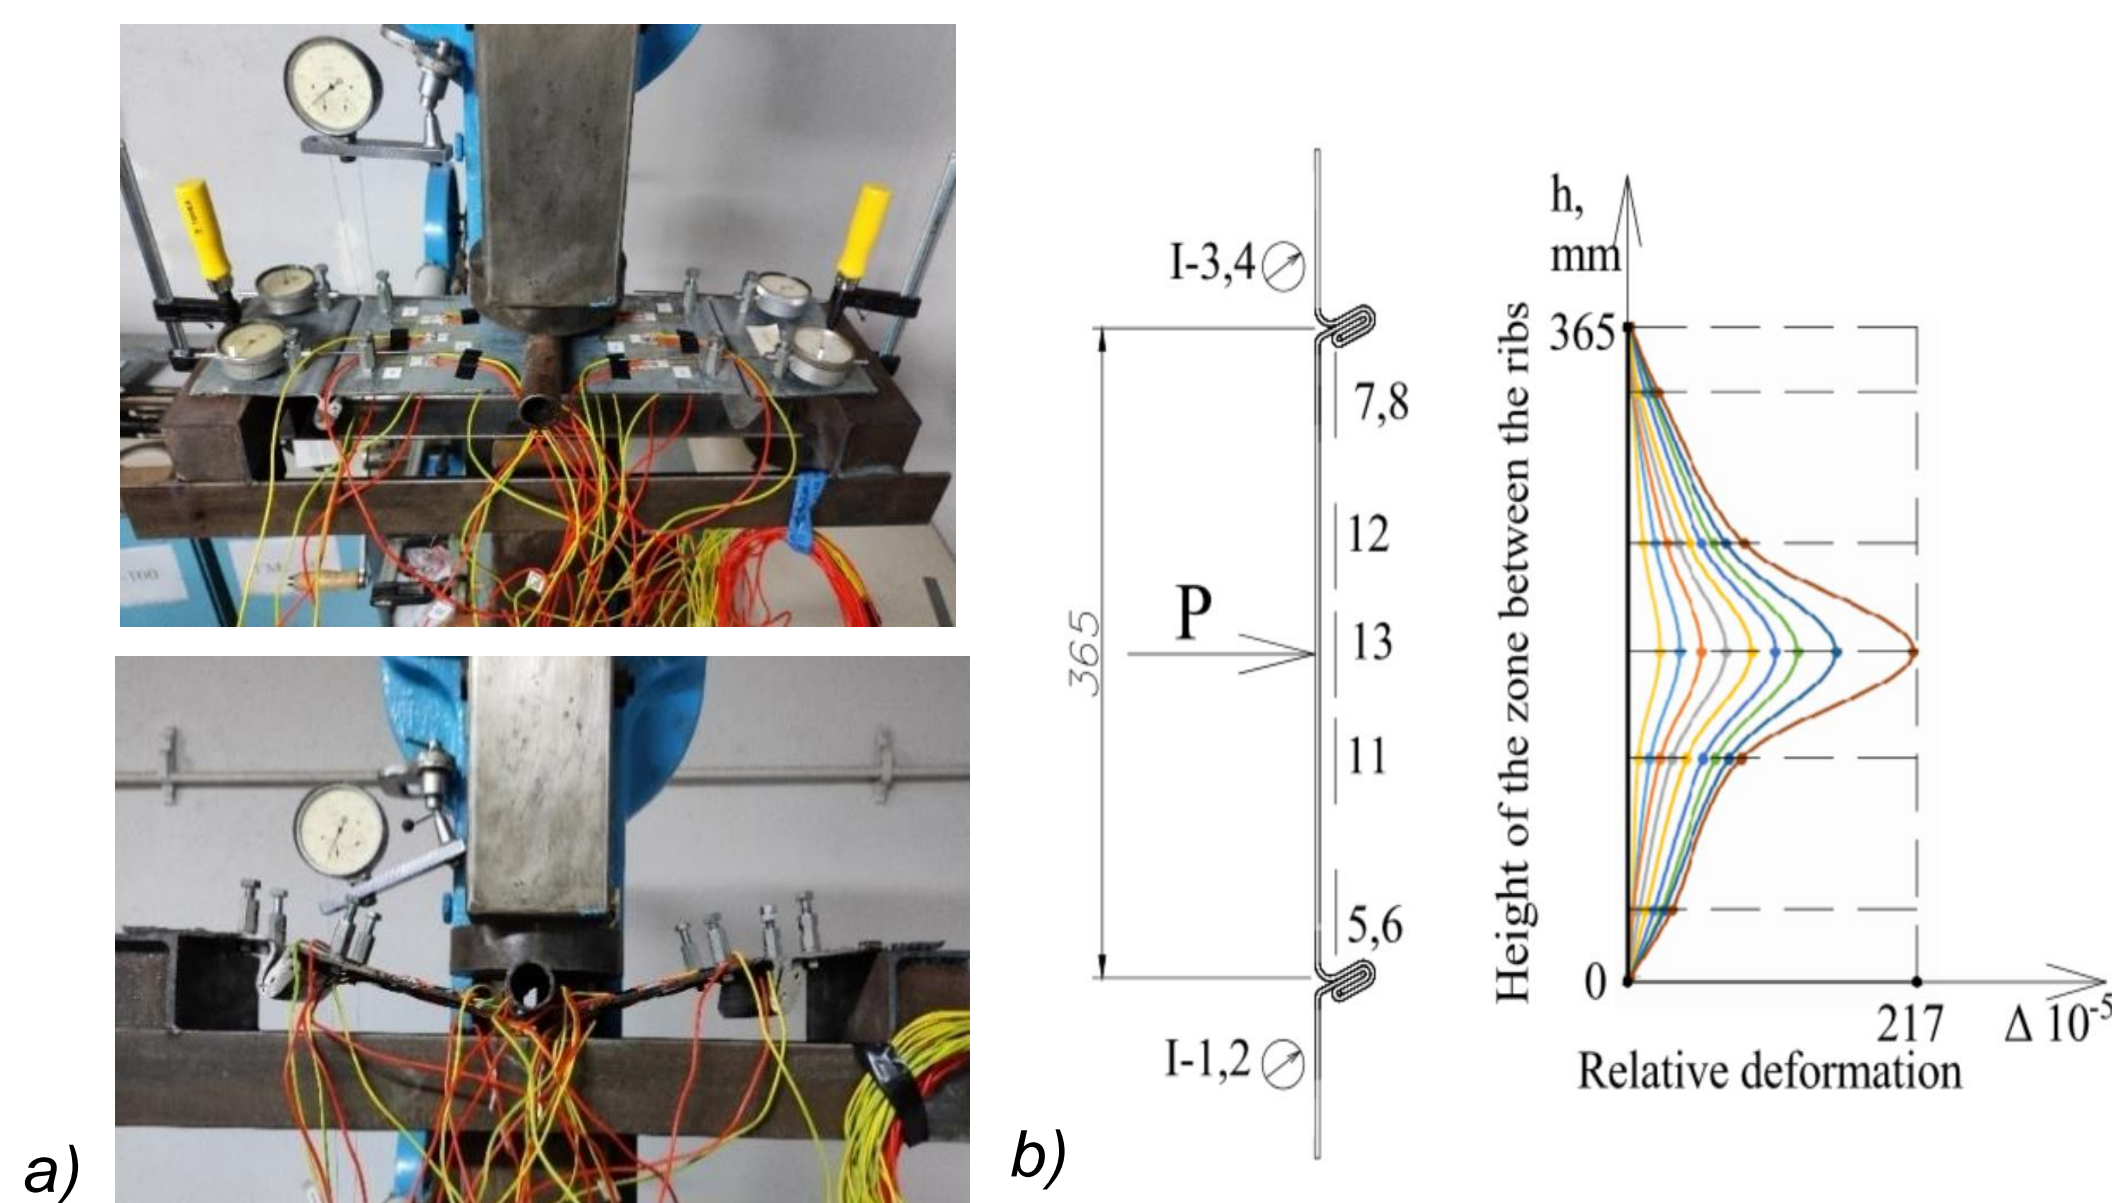 -100
a)
I-3,4
7,8
12
P
13
365
11
5,6
I-1,2
b)
h,
mm
365
Height of the zone between the ribs
0
217
Δ 10⁻⁵
Relative deformation